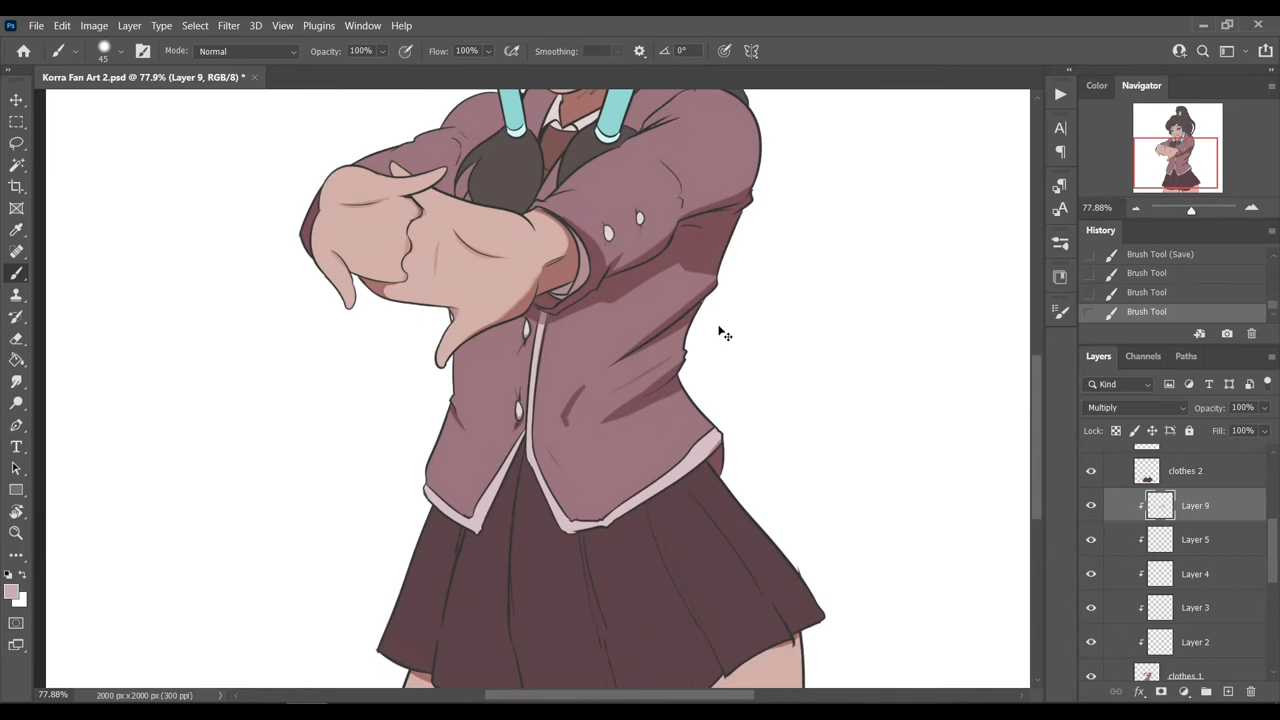 Ps File Edit Image Layer Type Select Filter 3D View Plugins Window Help
45 Mode: Normal Opacity: 100% Flow: 100% Smoothing: 0°
Korra Fan Art 2.psd @ 77.9% (Layer 9, RGB/8) *
Color Navigator
77.88%
History
Brush Tool (Save)
Brush Tool
Brush Tool
Brush Tool
Layers Channels Paths
Kind
Multiply Opacity: 100%
Lock: Fill: 100%
clothes 2
Layer 9
Layer 5
Layer 4
Layer 3
Layer 2
clothes 1
77.88% 2000 px x 2000 px (300 ppi)